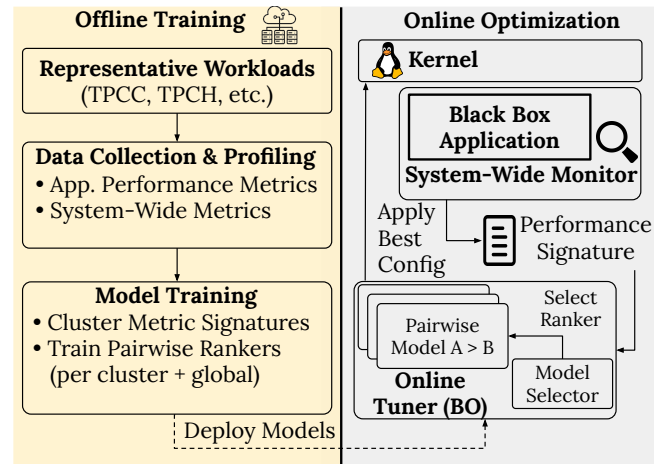 Offline Training
Representative Workloads
(TPCC, TPCH, etc.)
Data Collection & Profiling
• App. Performance Metrics
• System-Wide Metrics
Model Training
• Cluster Metric Signatures
• Train Pairwise Rankers
(per cluster + global)
Deploy Models
Online Optimization
Kernel
Black Box
Application
System-Wide Monitor
Apply
Best
Config
Performance
Signature
Select
Ranker
Pairwise
Model A > B
Model
Selector
Online
Tuner (BO)